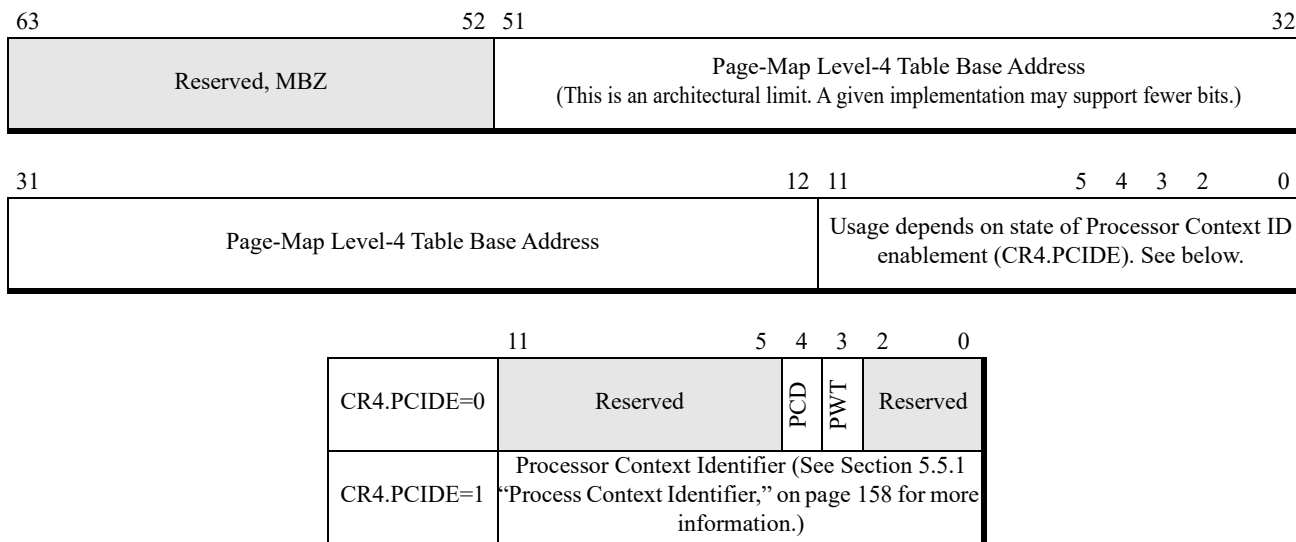 63 52 51 32
Reserved, MBZ
Page-Map Level-4 Table Base Address
(This is an architectural limit. A given implementation may support fewer bits.)
31 12 11 5 4 3 2 0
Page-Map Level-4 Table Base Address
Usage depends on state of Processor Context ID
enablement (CR4.PCIDE). See below.
11 5 4 3 2 0
CR4.PCIDE=0 Reserved PCD PWT Reserved
CR4.PCIDE=1
Processor Context Identifier (See Section 5.5.1
“Process Context Identifier,” on page 158 for more
information.)